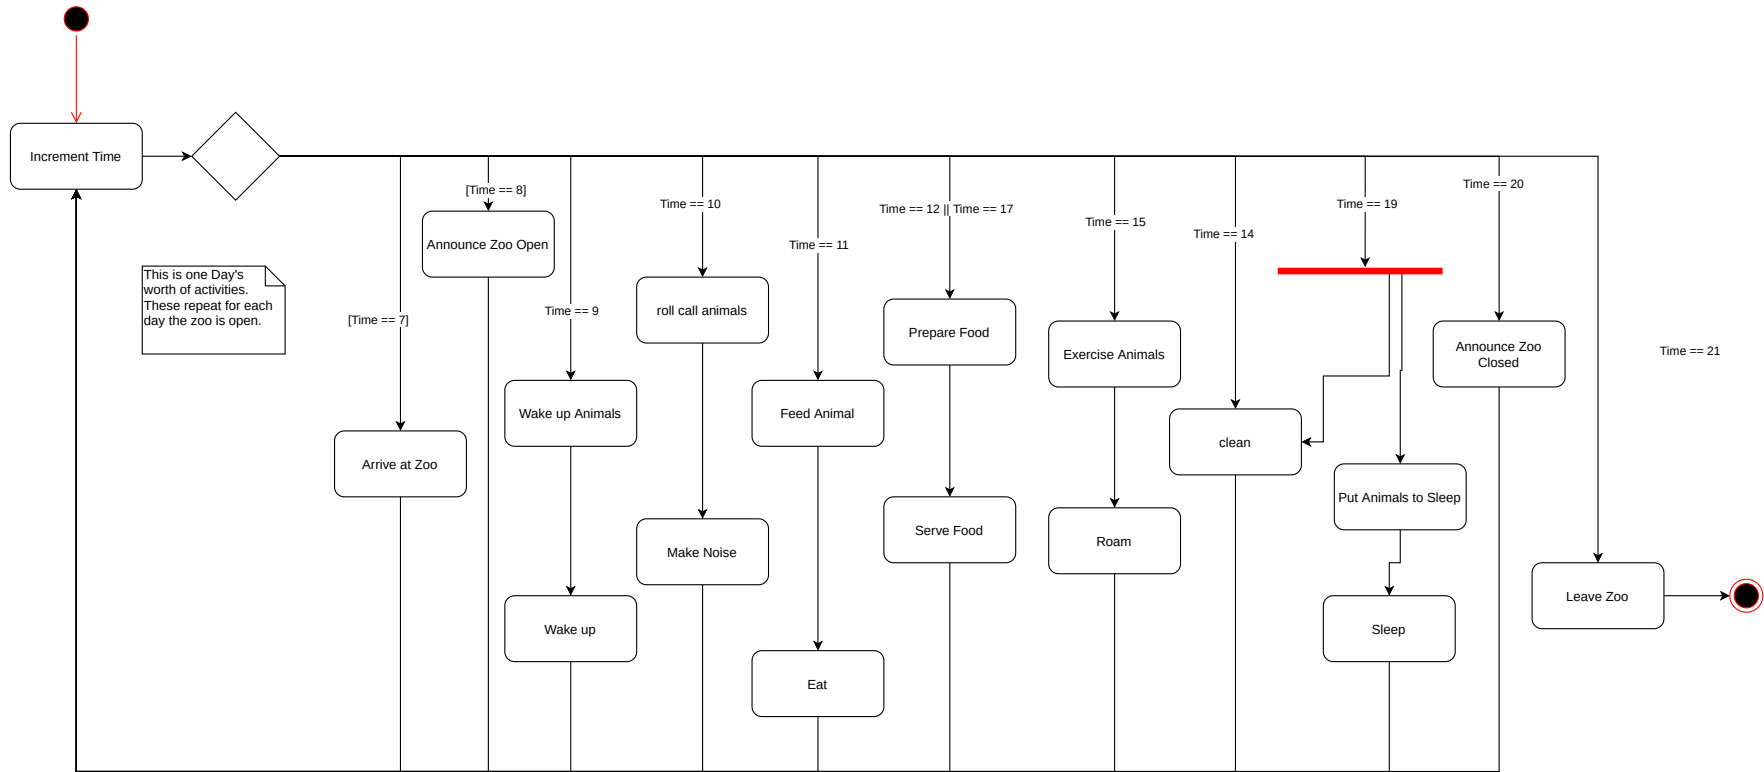 Increment Time
This is one Day's
worth of activities.
These repeat for each
day the zoo is open.
[Time == 7]
Arrive at Zoo
[Time == 8]
Announce Zoo Open
Time == 9
Wake up Animals
Wake up
Time == 10
roll call animals
Make Noise
Time == 11
Feed Animal
Eat
Time == 12 || Time == 17
Prepare Food
Serve Food
Time == 15
Exercise Animals
Roam
Time == 14
clean
Time == 19
Put Animals to Sleep
Sleep
Time == 20
Announce Zoo
Closed
Time == 21
Leave Zoo